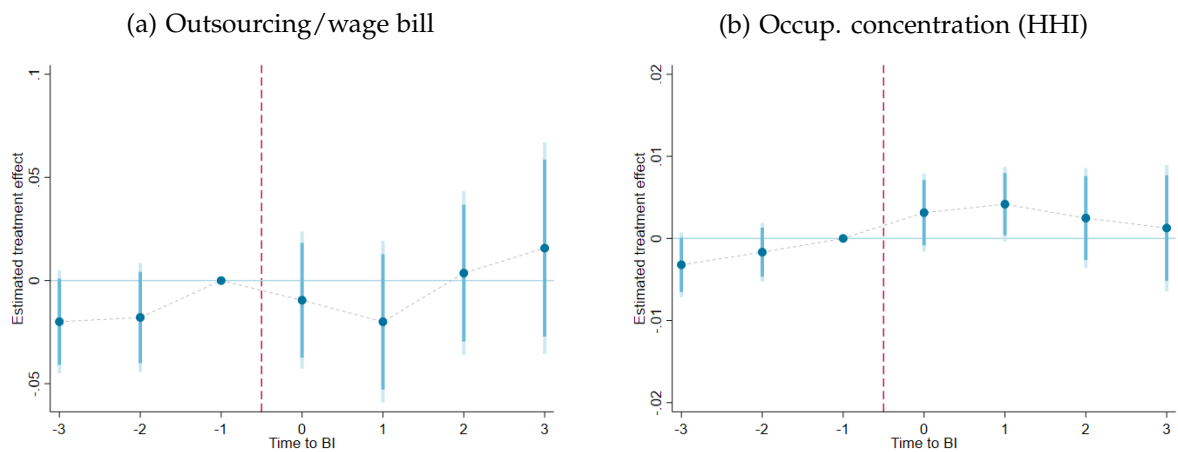 (a) Outsourcing/wage bill
Estimated treatment effect
.1
.05
0
-.05
-3 -2 -1 0 1 2 3
Time to BI
(b) Occup. concentration (HHI)
Estimated treatment effect
.02
.01
0
-.01
-.02
-3 -2 -1 0 1 2 3
Time to BI